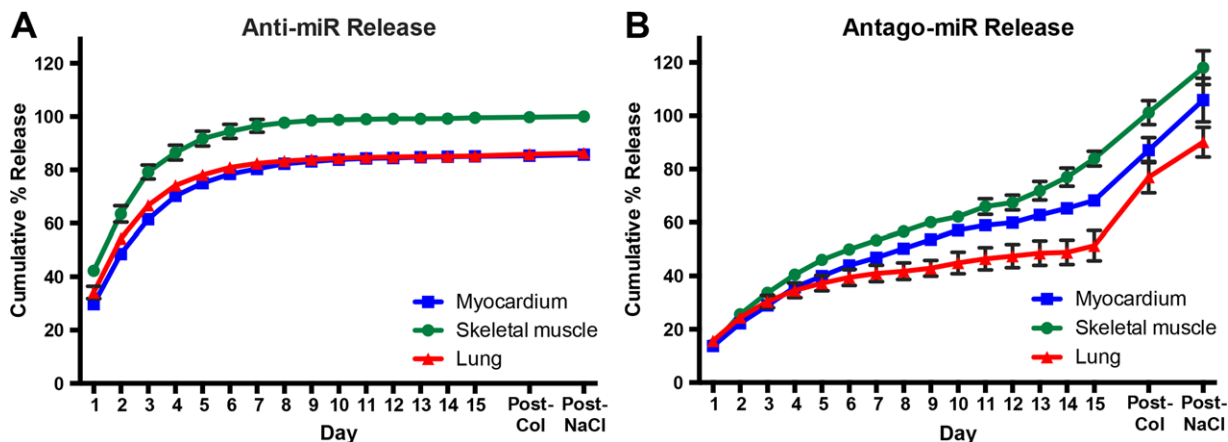 A
Anti-miR Release
Cumulative % Release
120
100
80
60
40
20
0
Myocardium
Skeletal muscle
Lung
1 2 3 4 5 6 7 8 9 10 11 12 13 14 15 Post- Post-
Col NaCl
Day
B
Antago-miR Release
Cumulative % Release
120
100
80
60
40
20
0
Myocardium
Skeletal muscle
Lung
1 2 3 4 5 6 7 8 9 10 11 12 13 14 15 Post- Post-
Col NaCl
Day